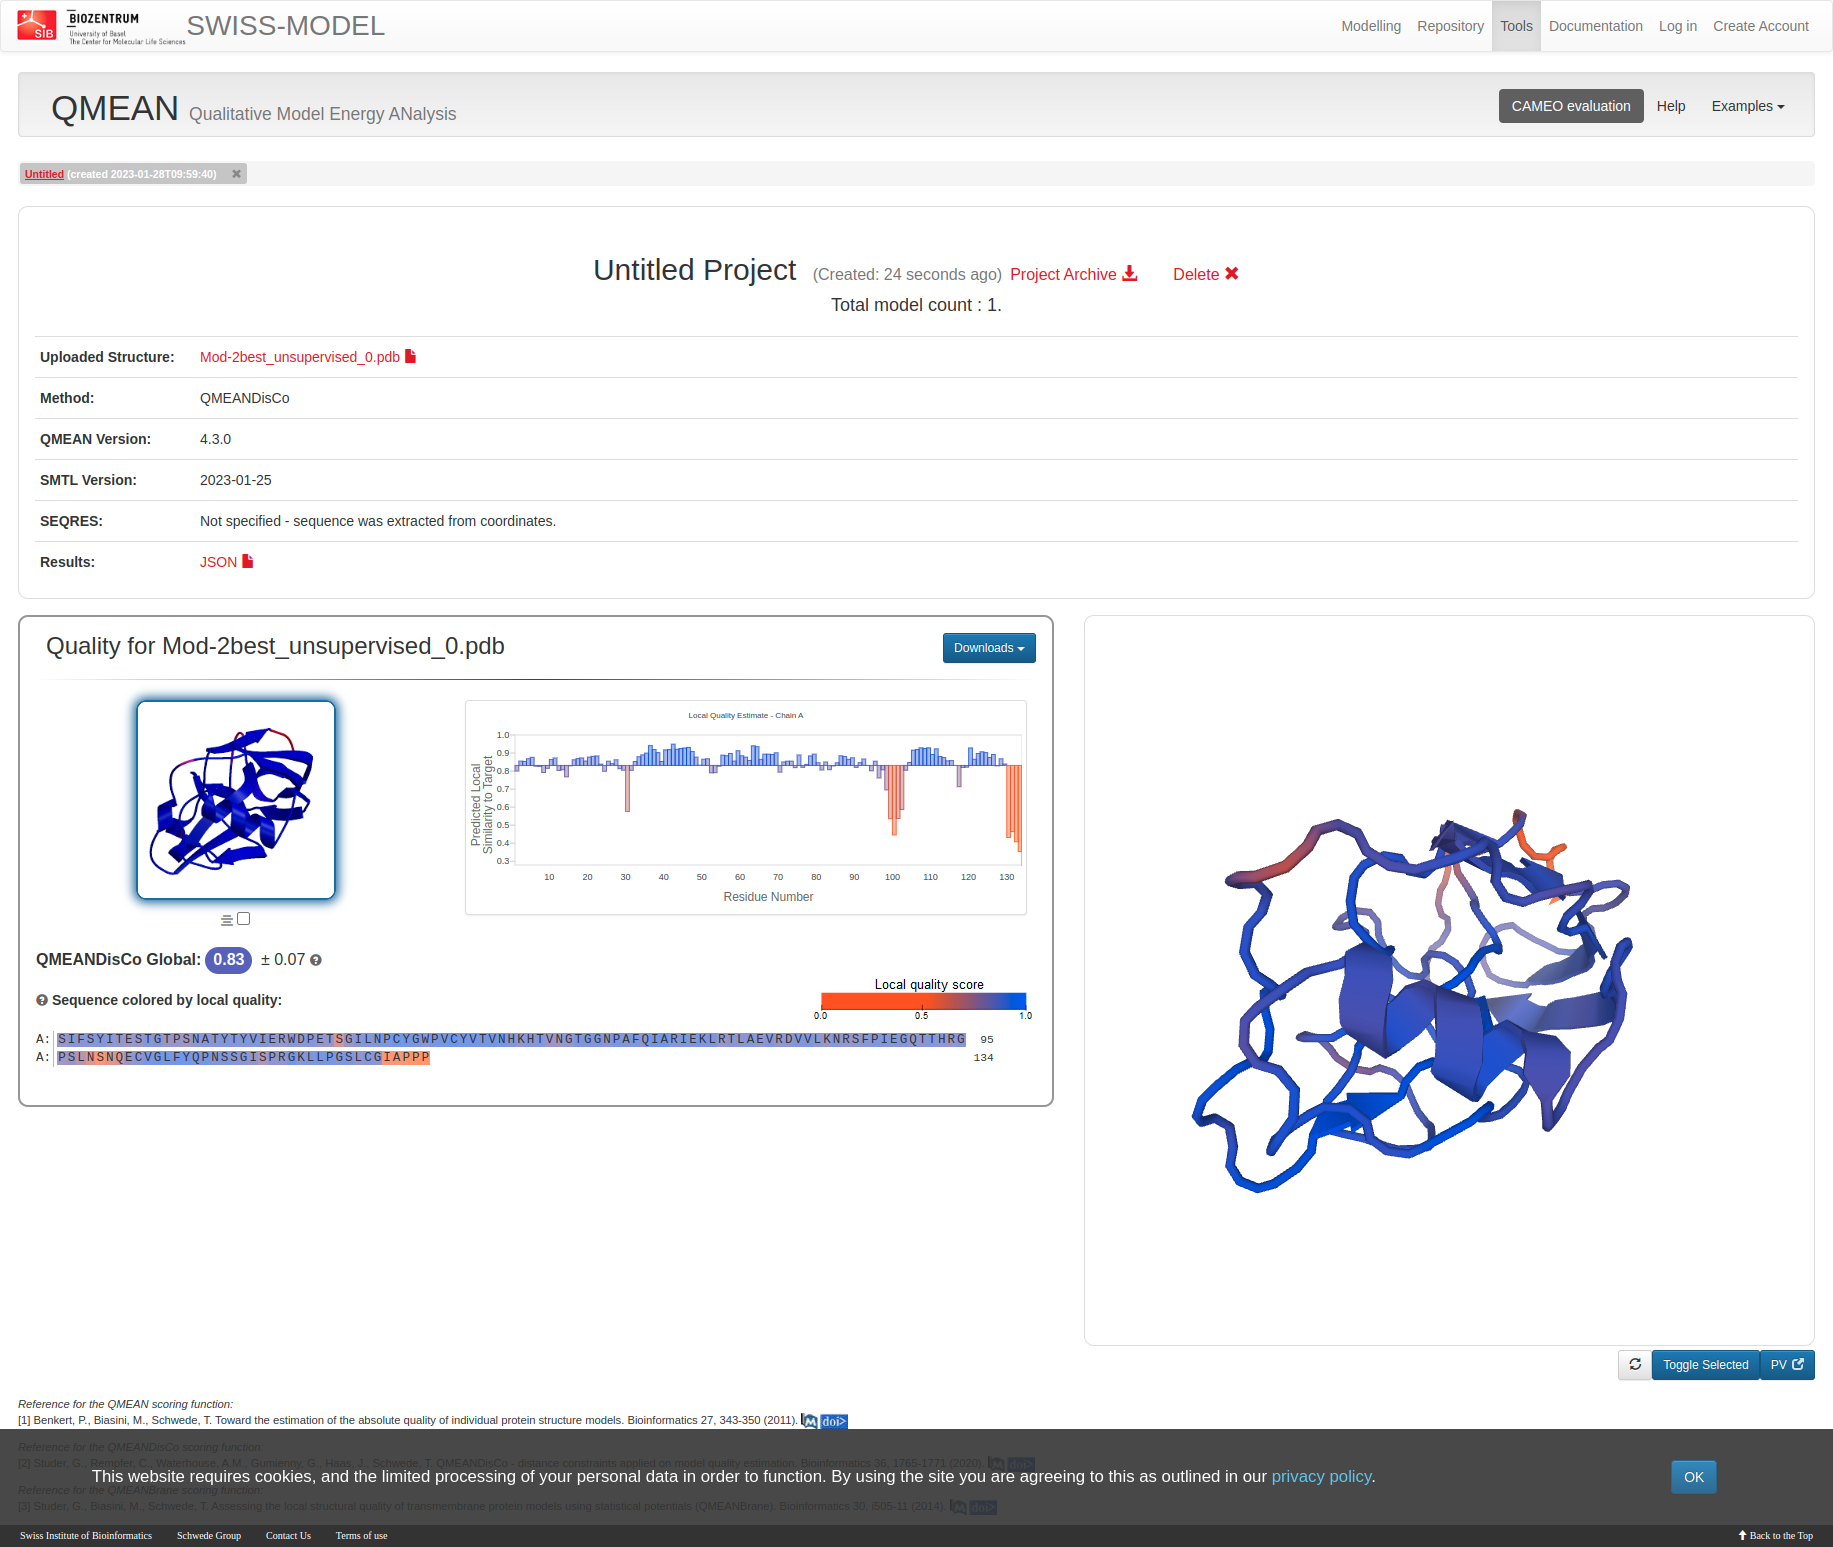 SIB
BIOZENTRUM
University of Basel
The Center for Molecular Life Sciences
SWISS-MODEL
Modelling Repository Tools Documentation Log in Create Account
QMEAN Qualitative Model Energy ANalysis
CAMEO evaluation Help Examples
Untitled (created 2023-01-28T09:59:40) ✖
Untitled Project (Created: 24 seconds ago) Project Archive Delete ✖
Total model count : 1.
Uploaded Structure: Mod-2best_unsupervised_0.pdb
Method: QMEANDisCo
QMEAN Version: 4.3.0
SMTL Version: 2023-01-25
SEQRES: Not specified - sequence was extracted from coordinates.
Results: JSON
Quality for Mod-2best_unsupervised_0.pdb
Downloads
Local Quality Estimate - Chain A
Predicted Local
Similarity to Target
1.0
0.9
0.8
0.7
0.6
0.5
0.4
0.3
10 20 30 40 50 60 70 80 90 100 110 120 130
Residue Number
QMEANDisCo Global: 0.83 ± 0.07
Sequence colored by local quality:
Local quality score
0.0 0.5 1.0
A: SIFSYITESTGTPSNATYTYVIERWDPETSGILNPCYGWPVCYVTVNHKHTVNGTGGNPAFQIARIEKLRTLAEVRDVVLKNRSFPIEGQTTHRG 95
A: PSLNSNQECVGLFYQPNSSGISPRGKLLPGSLCGIAPPP 134
Toggle Selected PV
Reference for the QMEAN scoring function:
[1] Benkert, P., Biasini, M., Schwede, T. Toward the estimation of the absolute quality of individual protein structure models. Bioinformatics 27, 343-350 (2011). M doi>
Reference for the QMEANDisCo scoring function:
[2] Studer, G., Rempfer, C., Waterhouse, A.M., Gumienny, G., Haas, J., Schwede, T. QMEANDisCo - distance constraints applied on model quality estimation. Bioinformatics 36, 1765-1771 (2020). M doi>
This website requires cookies, and the limited processing of your personal data in order to function. By using the site you are agreeing to this as outlined in our privacy policy.
OK
Reference for the QMEANBrane scoring function:
[3] Studer, G., Biasini, M., Schwede, T. Assessing the local structural quality of transmembrane protein models using statistical potentials (QMEANBrane). Bioinformatics 30, i505-11 (2014). M doi>
Swiss Institute of Bioinformatics Schwede Group Contact Us Terms of use Back to the Top